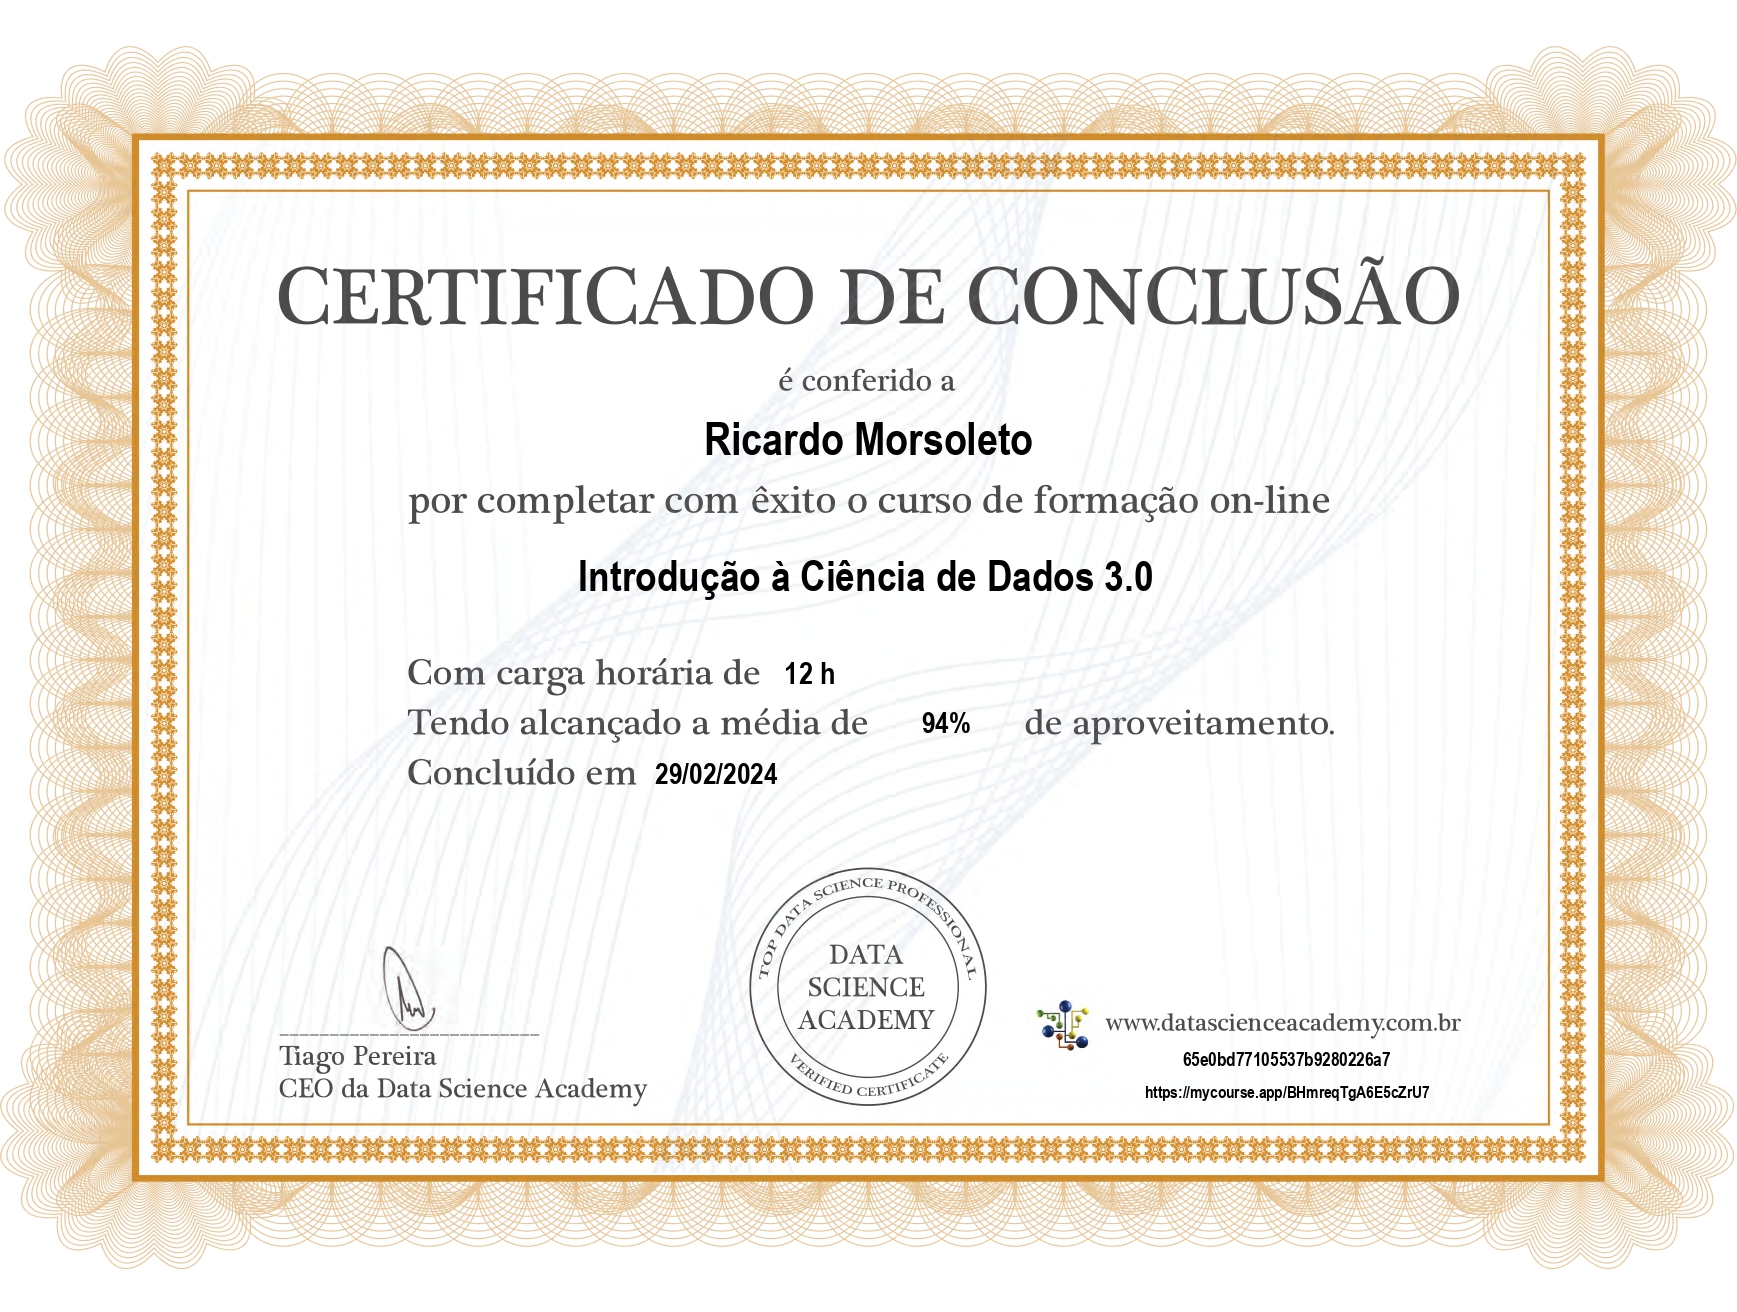 CERTIFICADO DE CONCLUSÃO
é conferido a
Ricardo Morsoleto
por completar com êxito o curso de formação on-line
Introdução à Ciência de Dados 3.0
Com carga horária de 12 h
Tendo alcançado a média de 94% de aproveitamento.
Concluído em 29/02/2024
TOP DATA SCIENCE PROFESSIONAL
DATA
SCIENCE
ACADEMY
VERIFIED CERTIFICATE
Tiago Pereira
CEO da Data Science Academy
www.datascienceacademy.com.br
65e0bd77105537b9280226a7
https://mycourse.app/BHmreqTgA6E5cZrU7